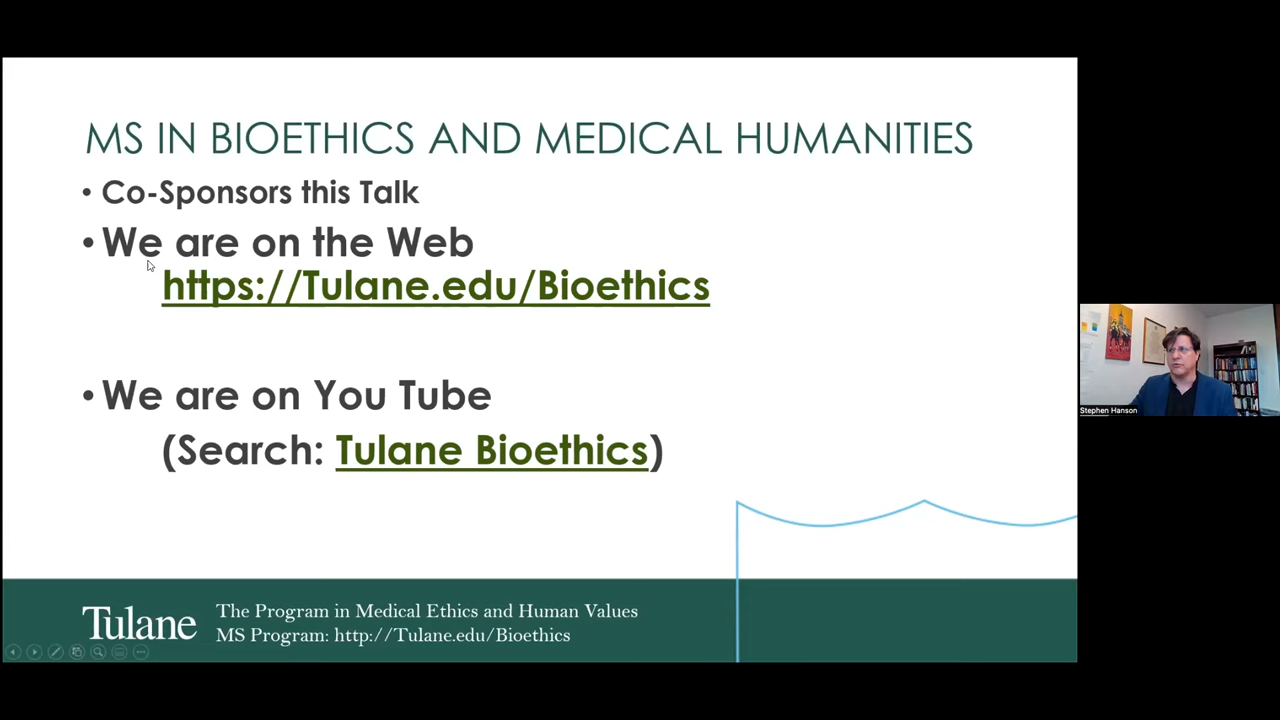 MS IN BIOETHICS AND MEDICAL HUMANITIES
• Co-Sponsors this Talk
• We are on the Web
https://Tulane.edu/Bioethics
• We are on You Tube
(Search: Tulane Bioethics)
Tulane
The Program in Medical Ethics and Human Values
MS Program: http://Tulane.edu/Bioethics
Stephen Hanson